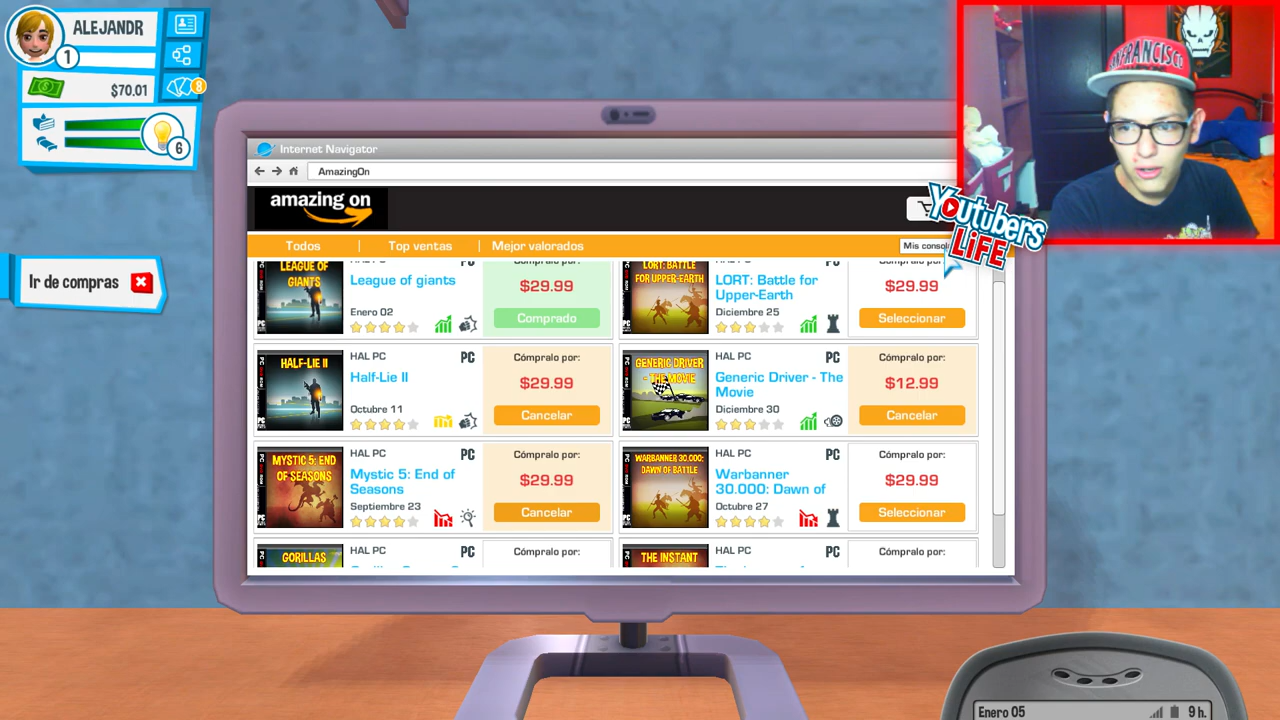 ALEJANDR
1
$70.01
8
6
Ir de compras
Internet Navigator
AmazingOn
amazing on
Todos
Top ventas
Mejor valorados
LEAGUE OF
GIANTS
League of giants
PC
Enero 02
$29.99
Comprado
LORT: BATTLE
FOR UPPER-EARTH
LORT: Battle for
Upper-Earth
PC
Diciembre 25
$29.99
Seleccionar
HALF-LIE II
HAL PC
PC
Half-Lie II
Octubre 11
Cómpralo por:
$29.99
Cancelar
GENERIC DRIVER
- THE MOVIE
HAL PC
PC
Generic Driver - The
Movie
Diciembre 30
Cómpralo por:
$12.99
Cancelar
MYSTIC 5: END
OF SEASONS
HAL PC
PC
Mystic 5: End of
Seasons
Septiembre 23
Cómpralo por:
$29.99
Cancelar
WARBANNER 30.000:
DAWN OF BATTLE
HAL PC
PC
Warbanner
30.000: Dawn of
Octubre 27
Cómpralo por:
$29.99
Seleccionar
GORILLAS
HAL PC
PC
Cómpralo por:
THE INSTANT
HAL PC
PC
Cómpralo por:
Youtubers
LiFE
Enero 05
9 h.